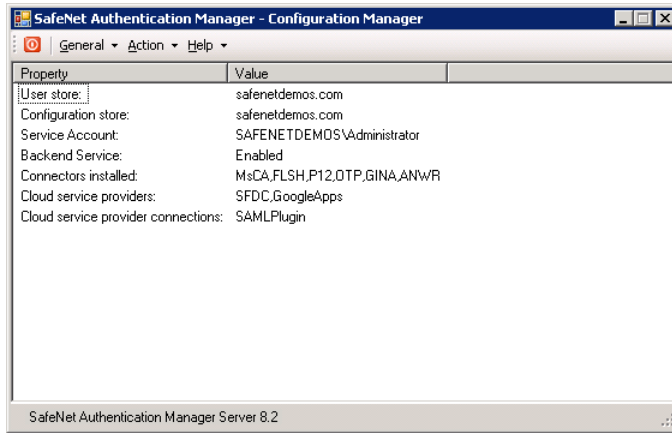 SafeNet Authentication Manager - Configuration Manager
General Action Help
Property Value
User store: safenetdemos.com
Configuration store: safenetdemos.com
Service Account: SAFENETDEMOS\Administrator
Backend Service: Enabled
Connectors installed: MsCA,FLSH,P12,OTP,GINA,ANWR
Cloud service providers: SFDC,GoogleApps
Cloud service provider connections: SAMLPlugin
SafeNet Authentication Manager Server 8.2